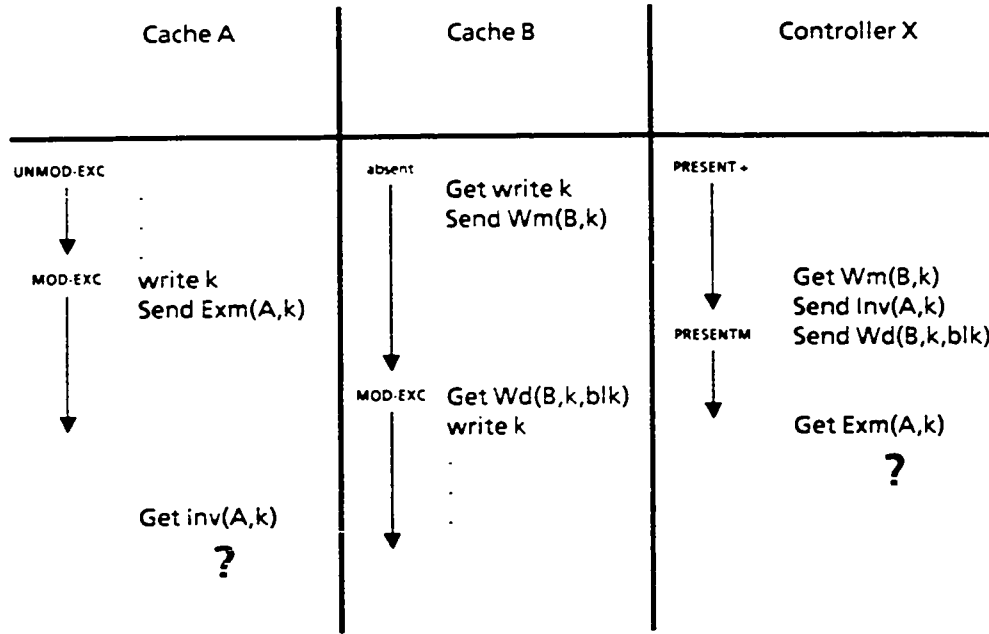 Cache A
Cache B
Controller X
UNMOD-EXC
.
.
.
MOD-EXC
write k
Send Exm(A,k)
Get inv(A,k)
?
absent
Get write k
Send Wm(B,k)
MOD-EXC
Get Wd(B,k,blk)
write k
.
.
.
PRESENT+
Get Wm(B,k)
Send Inv(A,k)
PRESENTM
Send Wd(B,k,blk)
Get Exm(A,k)
?